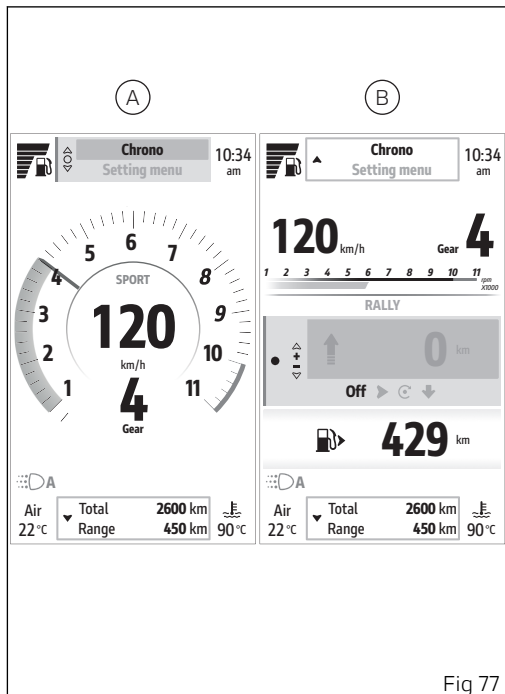 A
B
Chrono
Setting menu
10:34
am
5 6 7
4 8
3 9
2 10
1 11
SPORT
120
km/h
4
Gear
A
Air
22 °C
Total 2600 km
Range 450 km
90 °C
Chrono
Setting menu
10:34
am
120 km/h
Gear 4
1 2 3 4 5 6 7 8 9 10 11
rpm
X1000
RALLY
+
-
0 km
Off
429 km
A
Air
22 °C
Total 2600 km
Range 450 km
90 °C
Fig 77